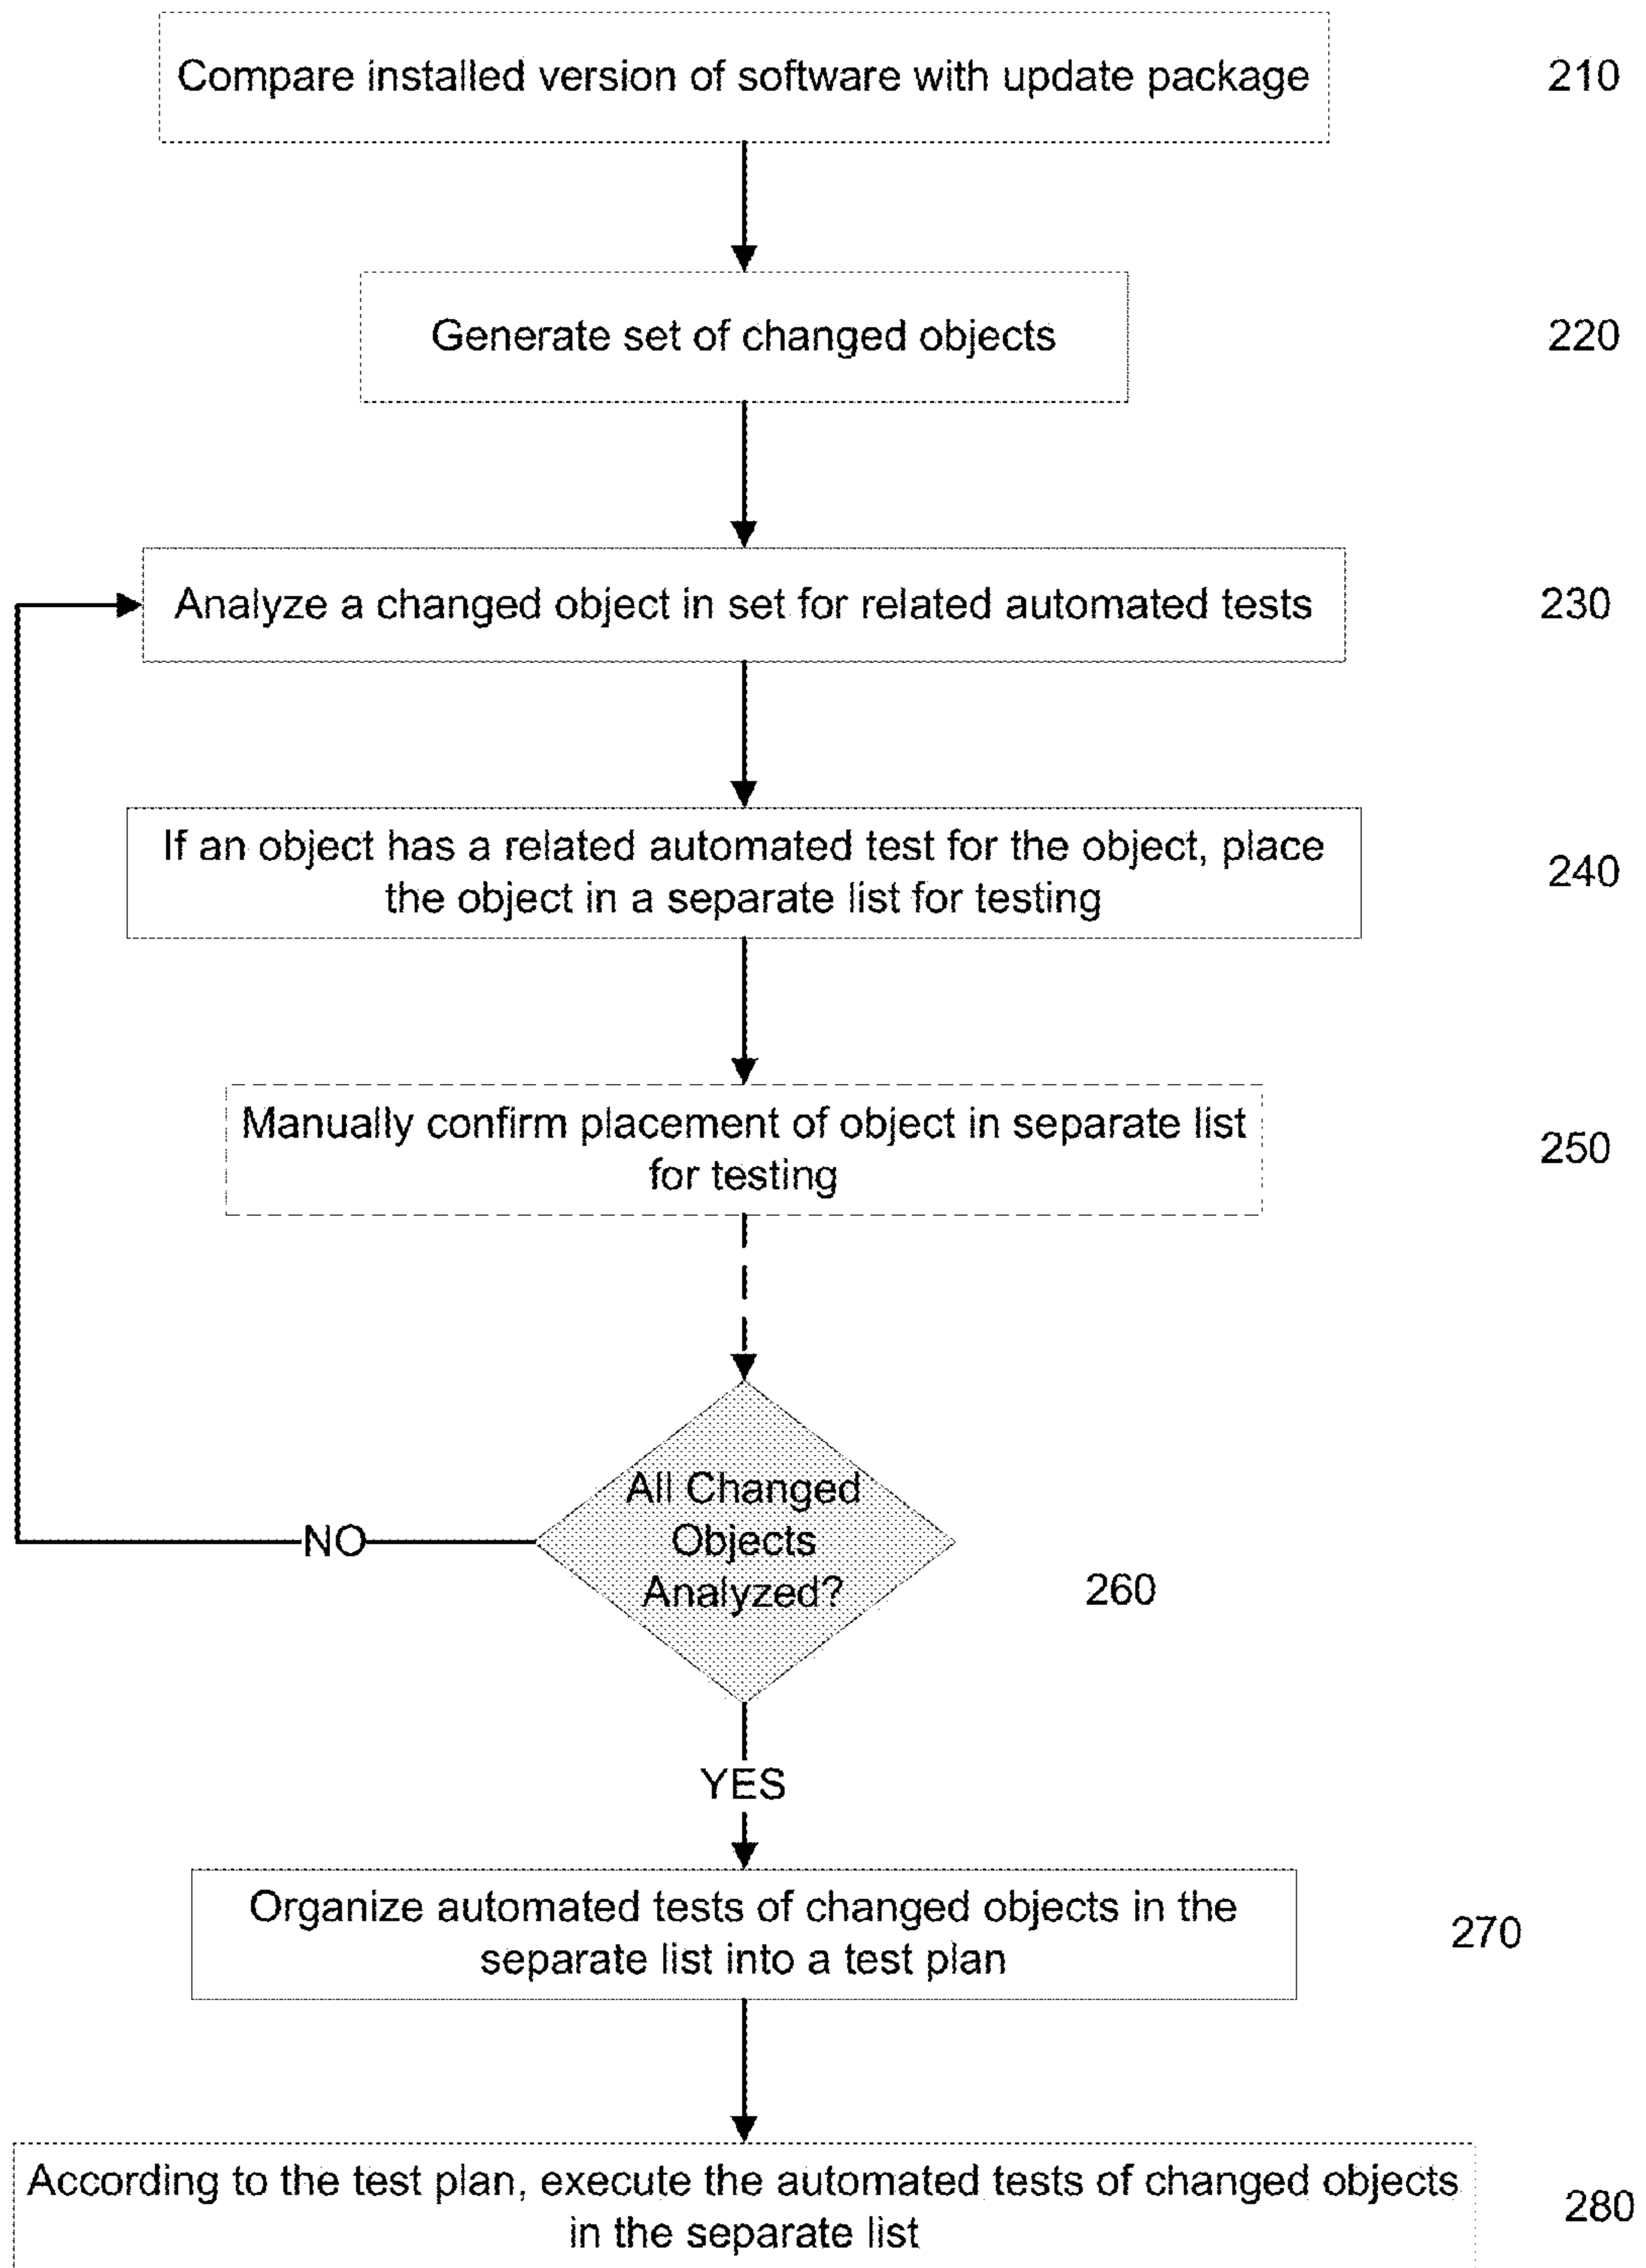 Compare installed version of software with update package
210
Generate set of changed objects
220
Analyze a changed object in set for related automated tests
230
If an object has a related automated test for the object, place
the object in a separate list for testing
240
Manually confirm placement of object in separate list
for testing
250
All Changed
Objects
Analyzed?
NO
260
YES
Organize automated tests of changed objects in the
separate list into a test plan
270
According to the test plan, execute the automated tests of changed objects
in the separate list
280